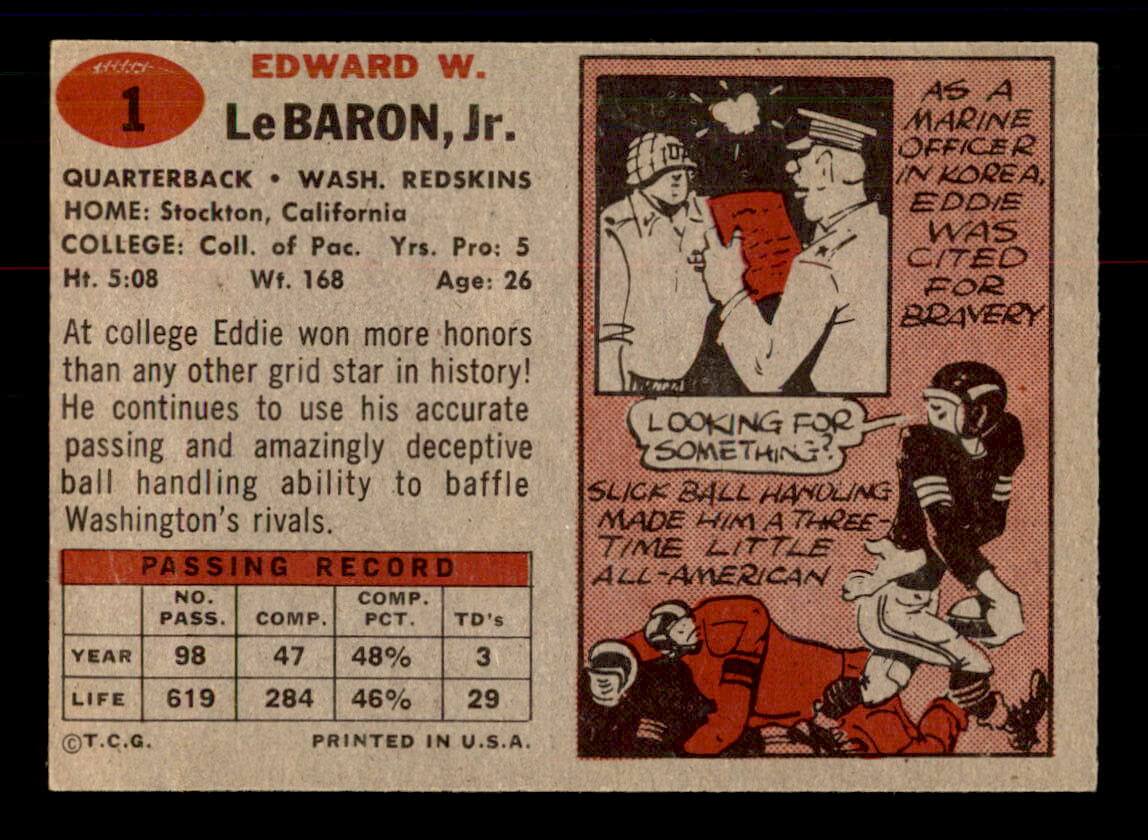 1
EDWARD W.
LeBARON, Jr.
QUARTERBACK • WASH. REDSKINS
HOME: Stockton, California
COLLEGE: Coll. of Pac. Yrs. Pro: 5
Ht. 5:08 Wt. 168 Age: 26
At college Eddie won more honors
than any other grid star in history!
He continues to use his accurate
passing and amazingly deceptive
ball handling ability to baffle
Washington's rivals.
PASSING RECORD
NO. PASS. COMP. COMP. PCT. TD's
YEAR 98 47 48% 3
LIFE 619 284 46% 29
©T.C.G. PRINTED IN U.S.A.
AS A
MARINE
OFFICER
IN KOREA,
EDDIE
WAS
CITED
FOR
BRAVERY
LOOKING FOR
SOMETHING?
SLICK BALL HANDLING
MADE HIM A THREE-
TIME LITTLE
ALL-AMERICAN